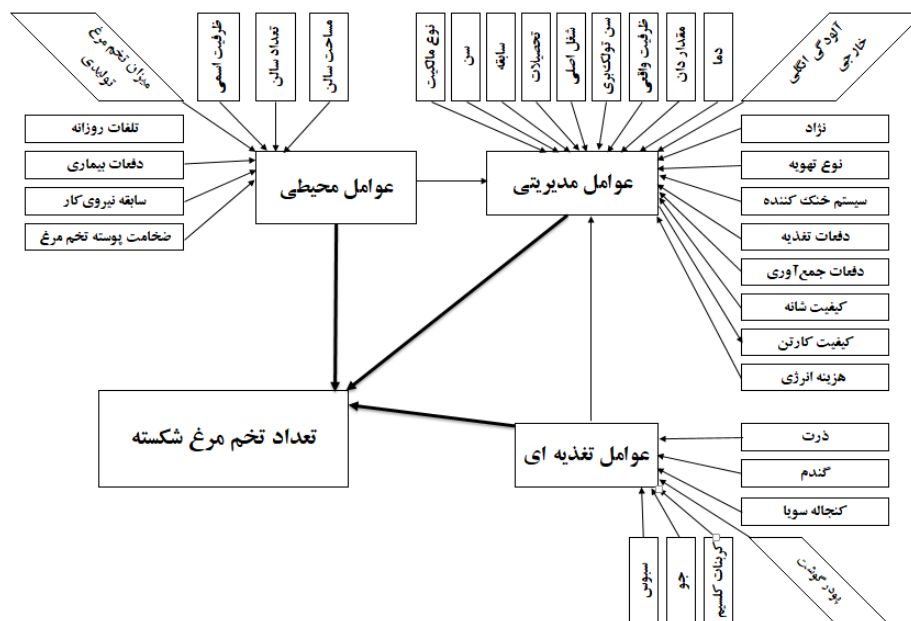 آلودگی انگلی
خارجی
دما
مقدار دان
ظرفیت واقعی
سن تولک‌بری
شغل اصلی
تحصیلات
سابقه
سن
نوع مالکیت
مساحت سالن
تعداد سالن
ظرفیت اسمی
میزان تخم مرغ
تولیدی
نژاد
نوع تهویه
سیستم خنک کننده
دفعات تغذیه
دفعات جمع‌آوری
کیفیت شانه
کیفیت کارتن
هزینه انرژی
عوامل مدیریتی
عوامل محیطی
تلفات روزانه
دفعات بیماری
سابقه نیروی‌کار
ضخامت پوسته تخم مرغ
تعداد تخم مرغ شکسته
عوامل تغذیه ای
ذرت
گندم
کنجاله سویا
پودر گوشت
کربنات کلسیم
جو
سبوس